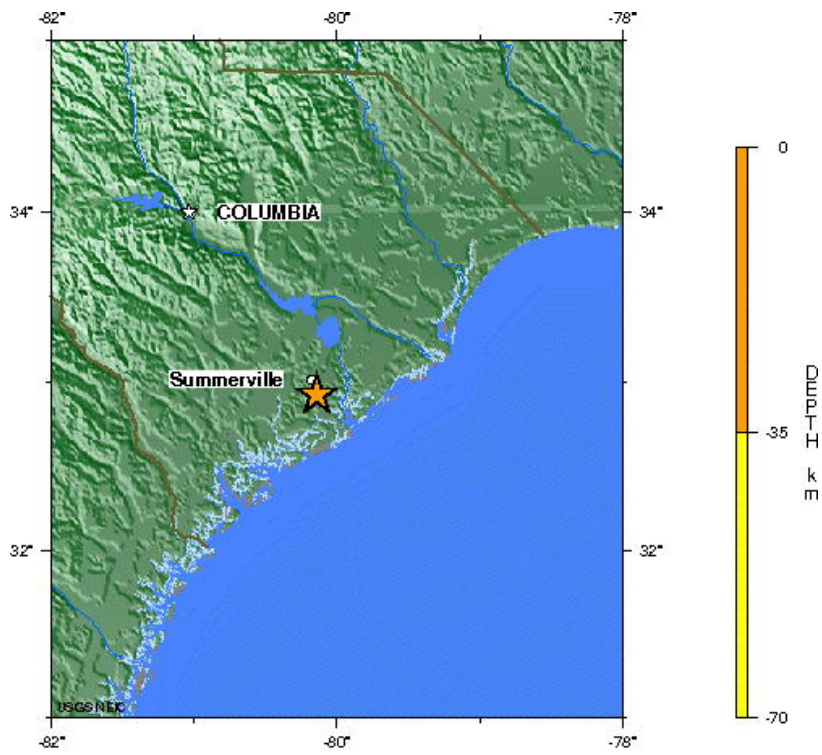 -82° -80° -78°
0
34° COLUMBIA 34°
Summerville
DEPTH km
-35
32° 32°
USGS NEIC
-70
-82° -80° -78°